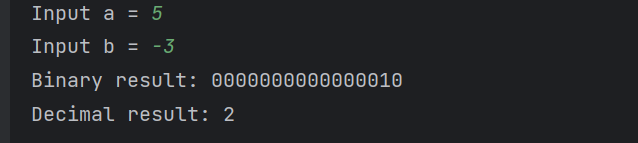 Input a = 5
Input b = -3
Binary result: 0000000000000010
Decimal result: 2